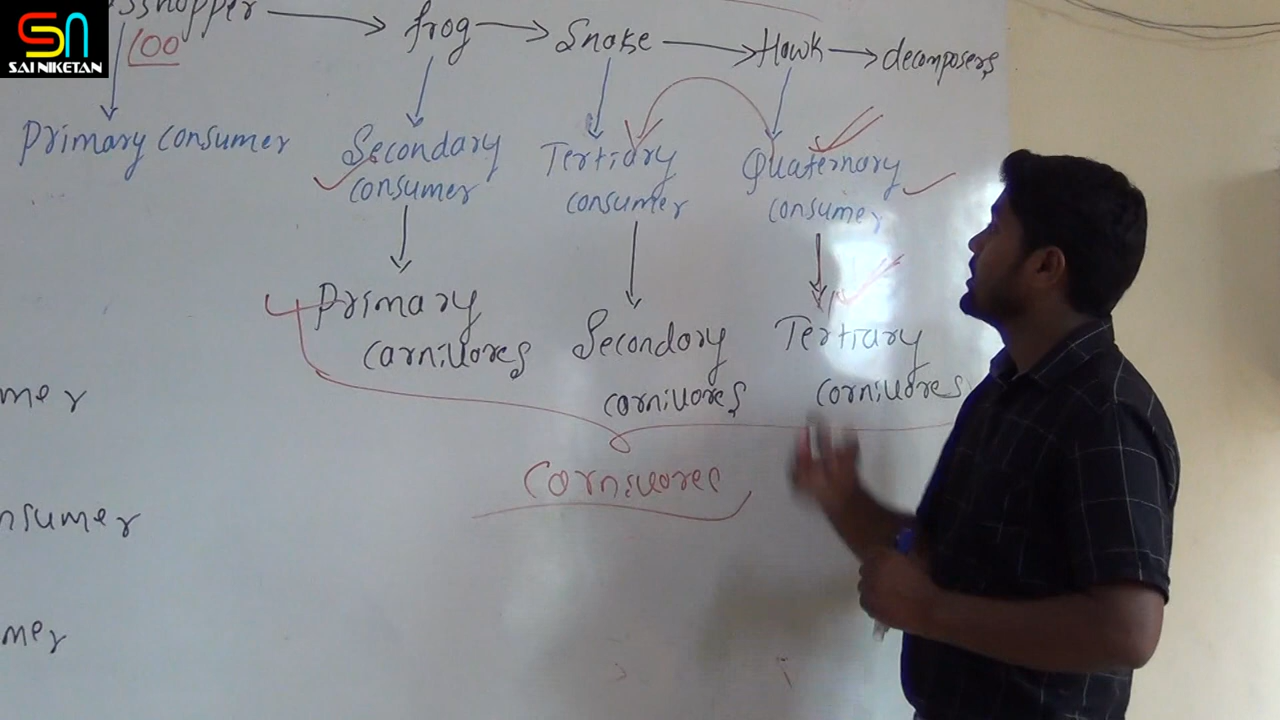 SN
SAI NIKETAN
sshopper → frog → Snake → Hawk → decomposers
100
Primary consumer
Secondary consumer
Tertiary consumer
Quaternary consumer
Primary carnivores
Secondary carnivores
Tertiary carnivores
Carnivores
mer
nsumer
mer